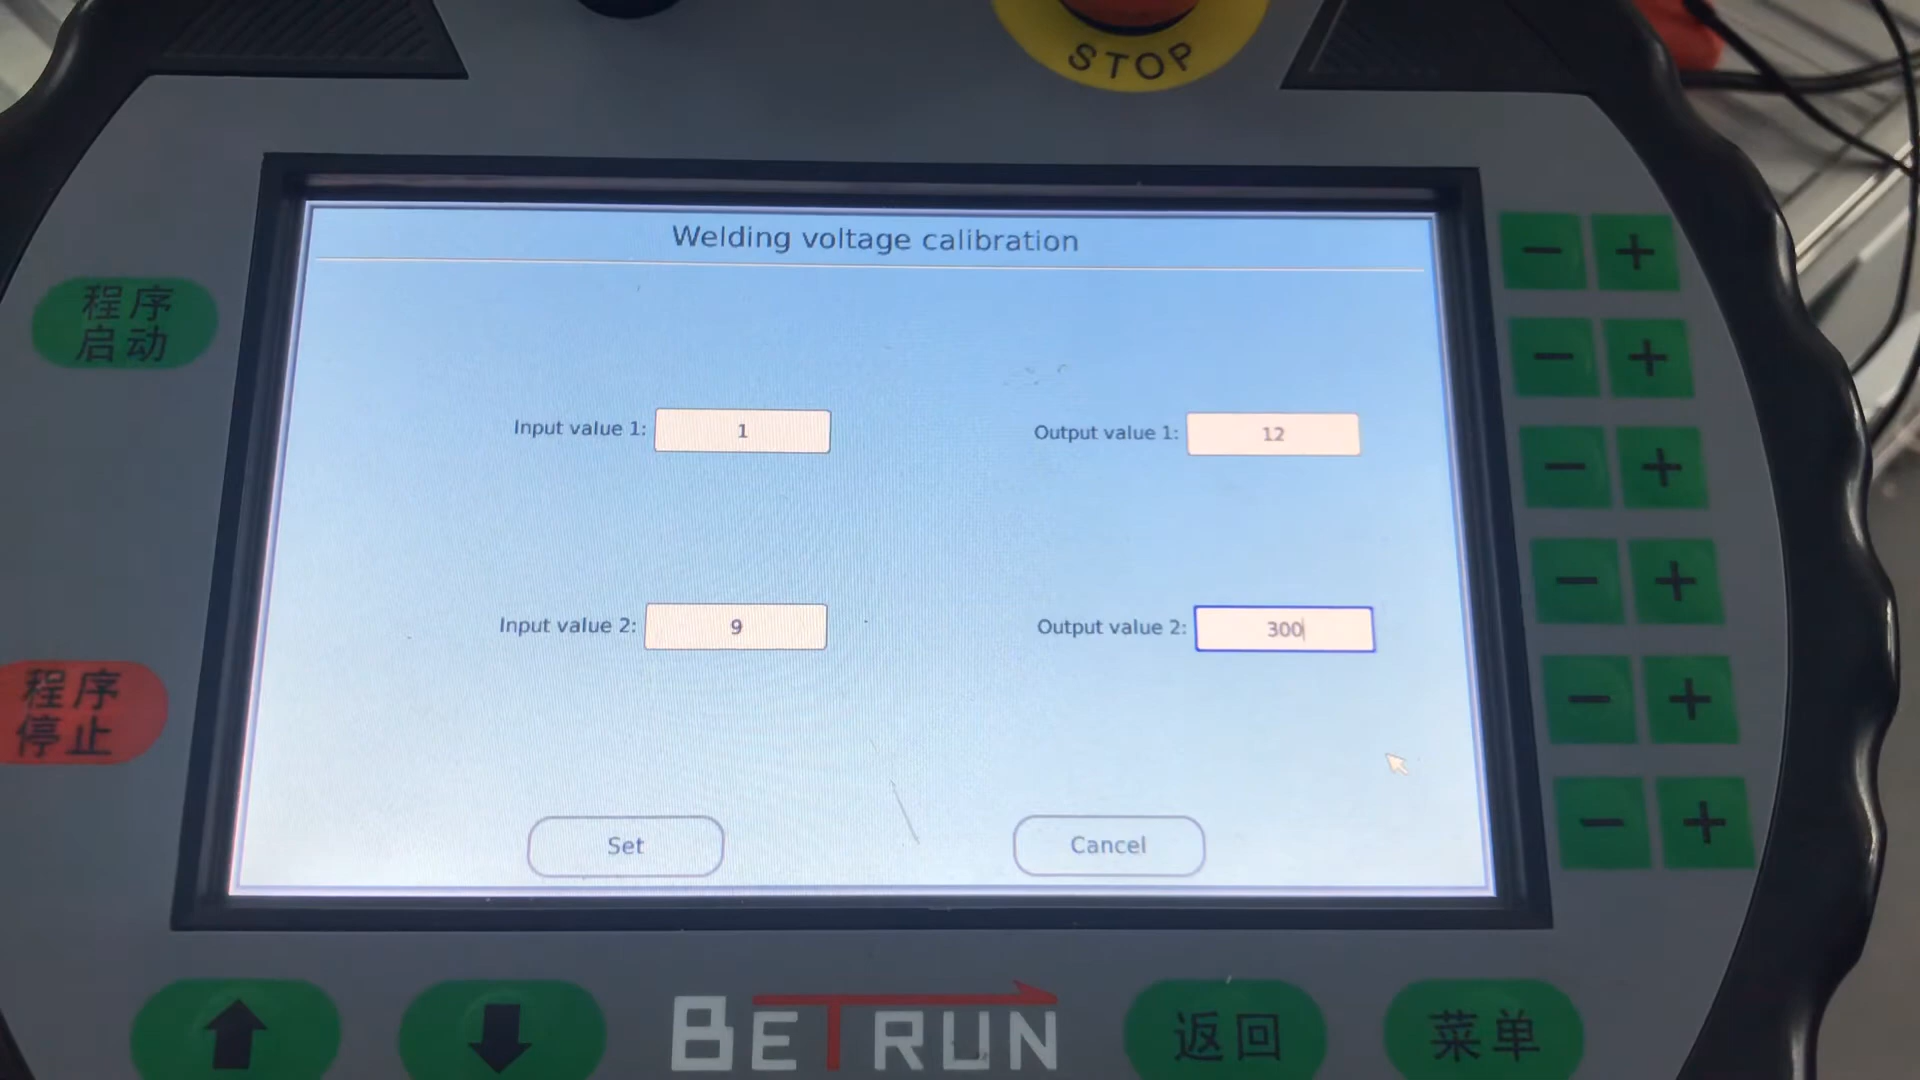 STOP
Welding voltage calibration
程序
启动
Input value 1: 1
Output value 1: 12
Input value 2: 9
Output value 2: 300
程序
停止
Set
Cancel
− +
− +
− +
− +
− +
− +
BETRUN
返回
菜单